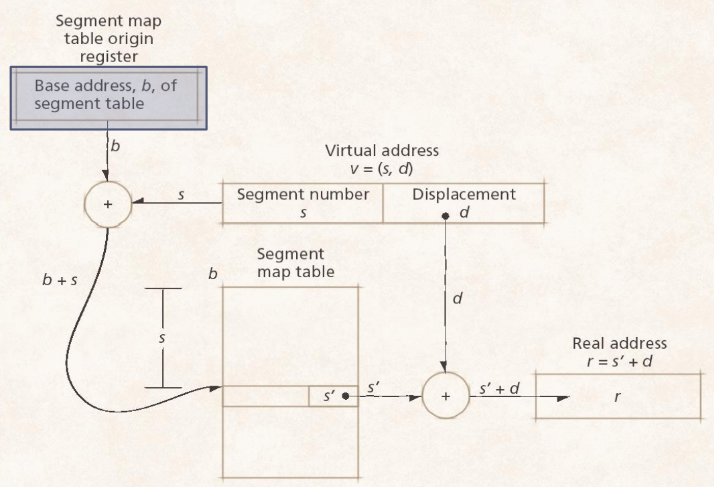 Segment map
table origin
register
Base address, b, of
segment table
b
Virtual address
v = (s, d)
s
Segment number
s
Displacement
d
+
Segment
map table
b
b + s
s
d
Real address
r = s′ + d
s′
s′
+
s′ + d
r